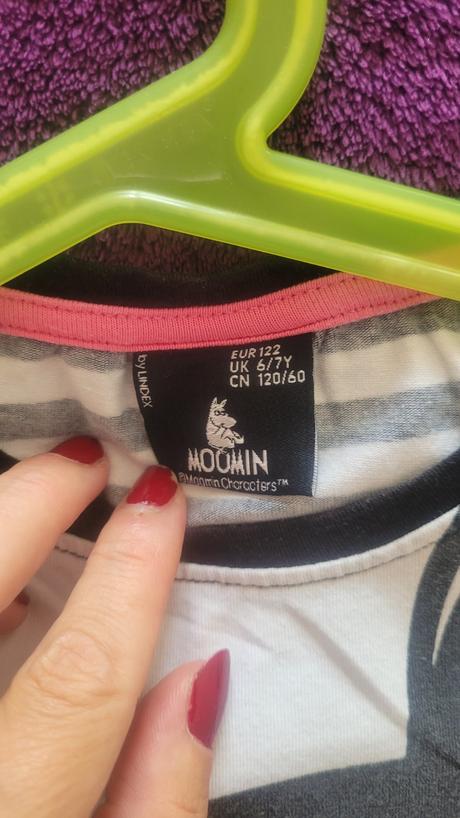 by LINDEX
EUR 122
UK 6/7Y
CN 120/60
MOOMIN
©Moomin Characters™